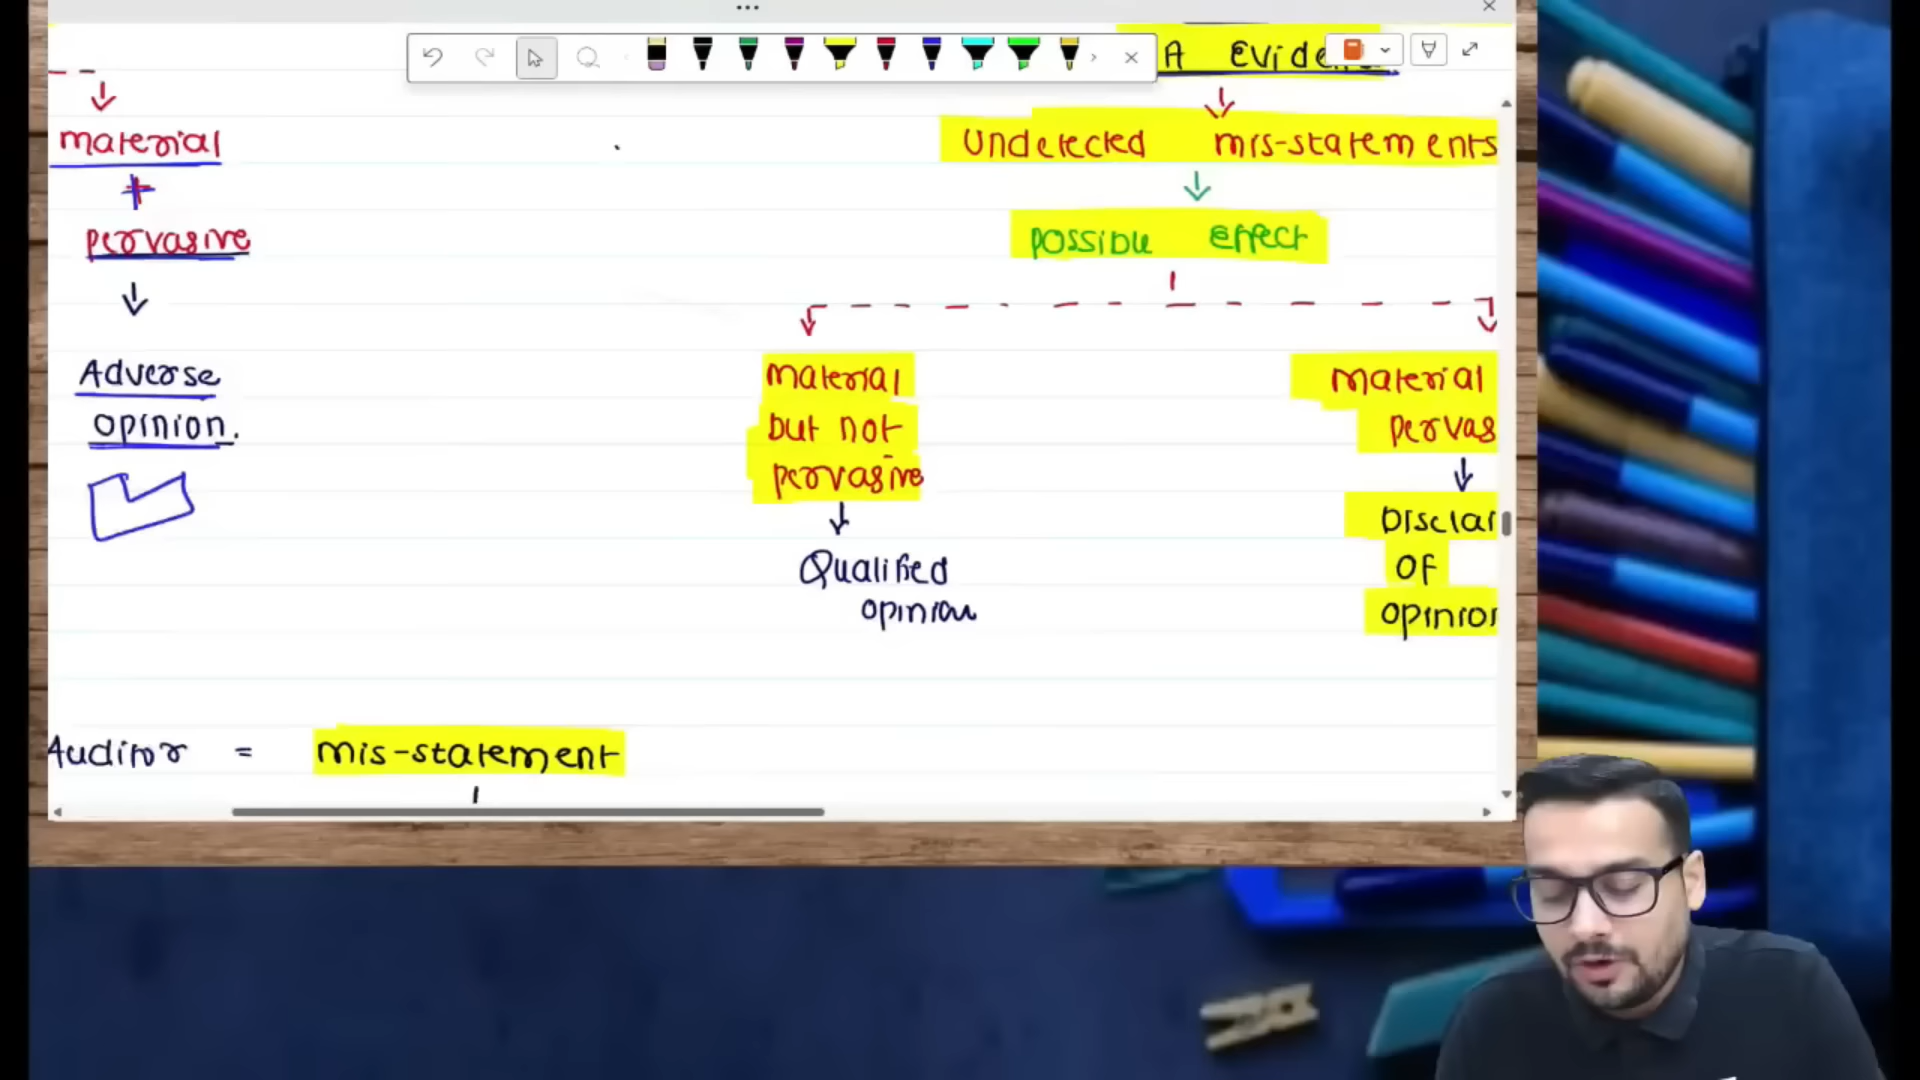 A Evide
material
+
pervasive
Adverse
opinion.
undetected mis-statements
possible effect
material
but not
pervasive
Qualified
opinion
material
pervas
Disclai
of
opinion
Auditor = mis-statement